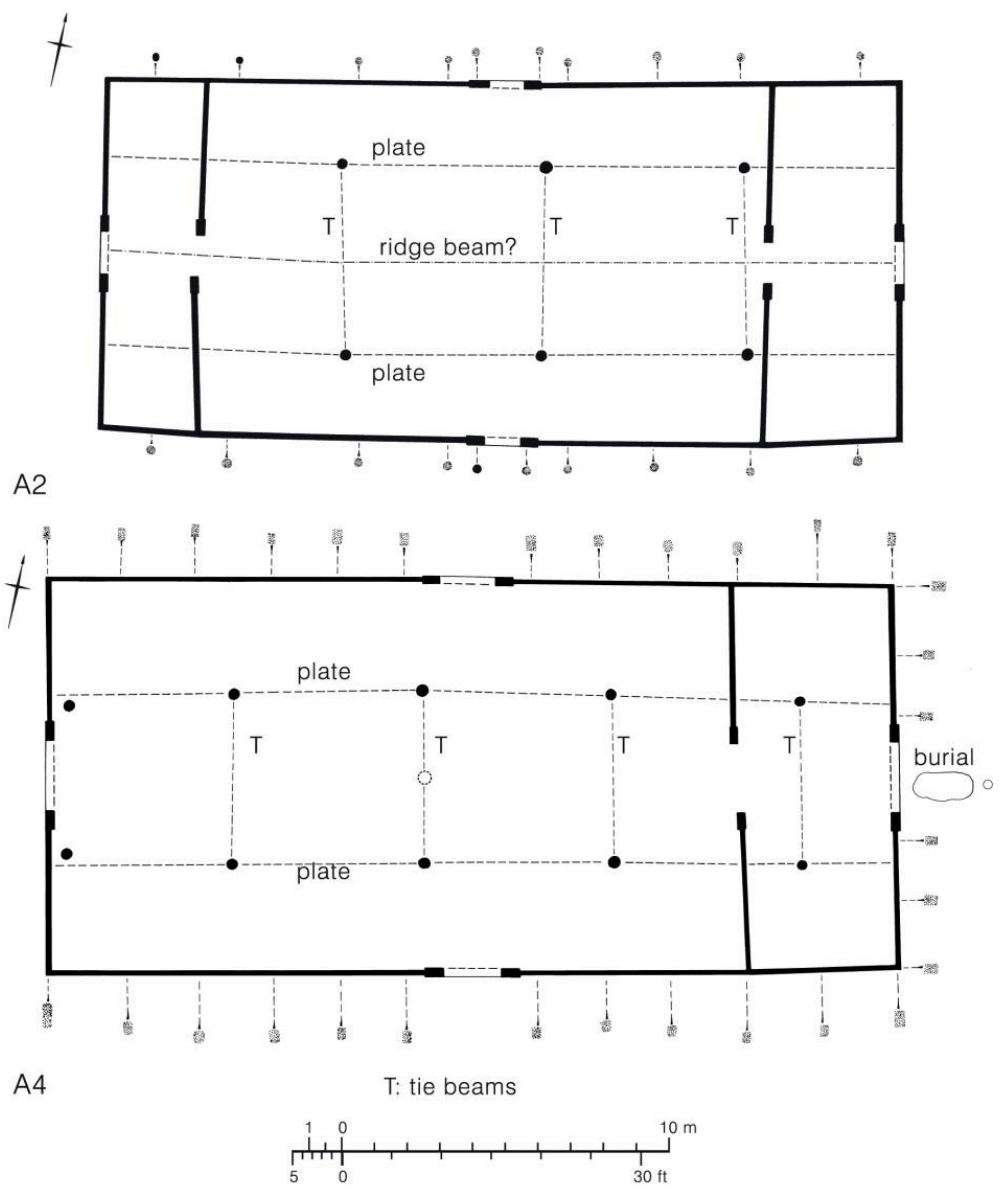 plate
T T T
ridge beam?
plate
A2
plate
T T T T
burial
plate
A4
T: tie beams
1 0 10 m
5 0 30 ft